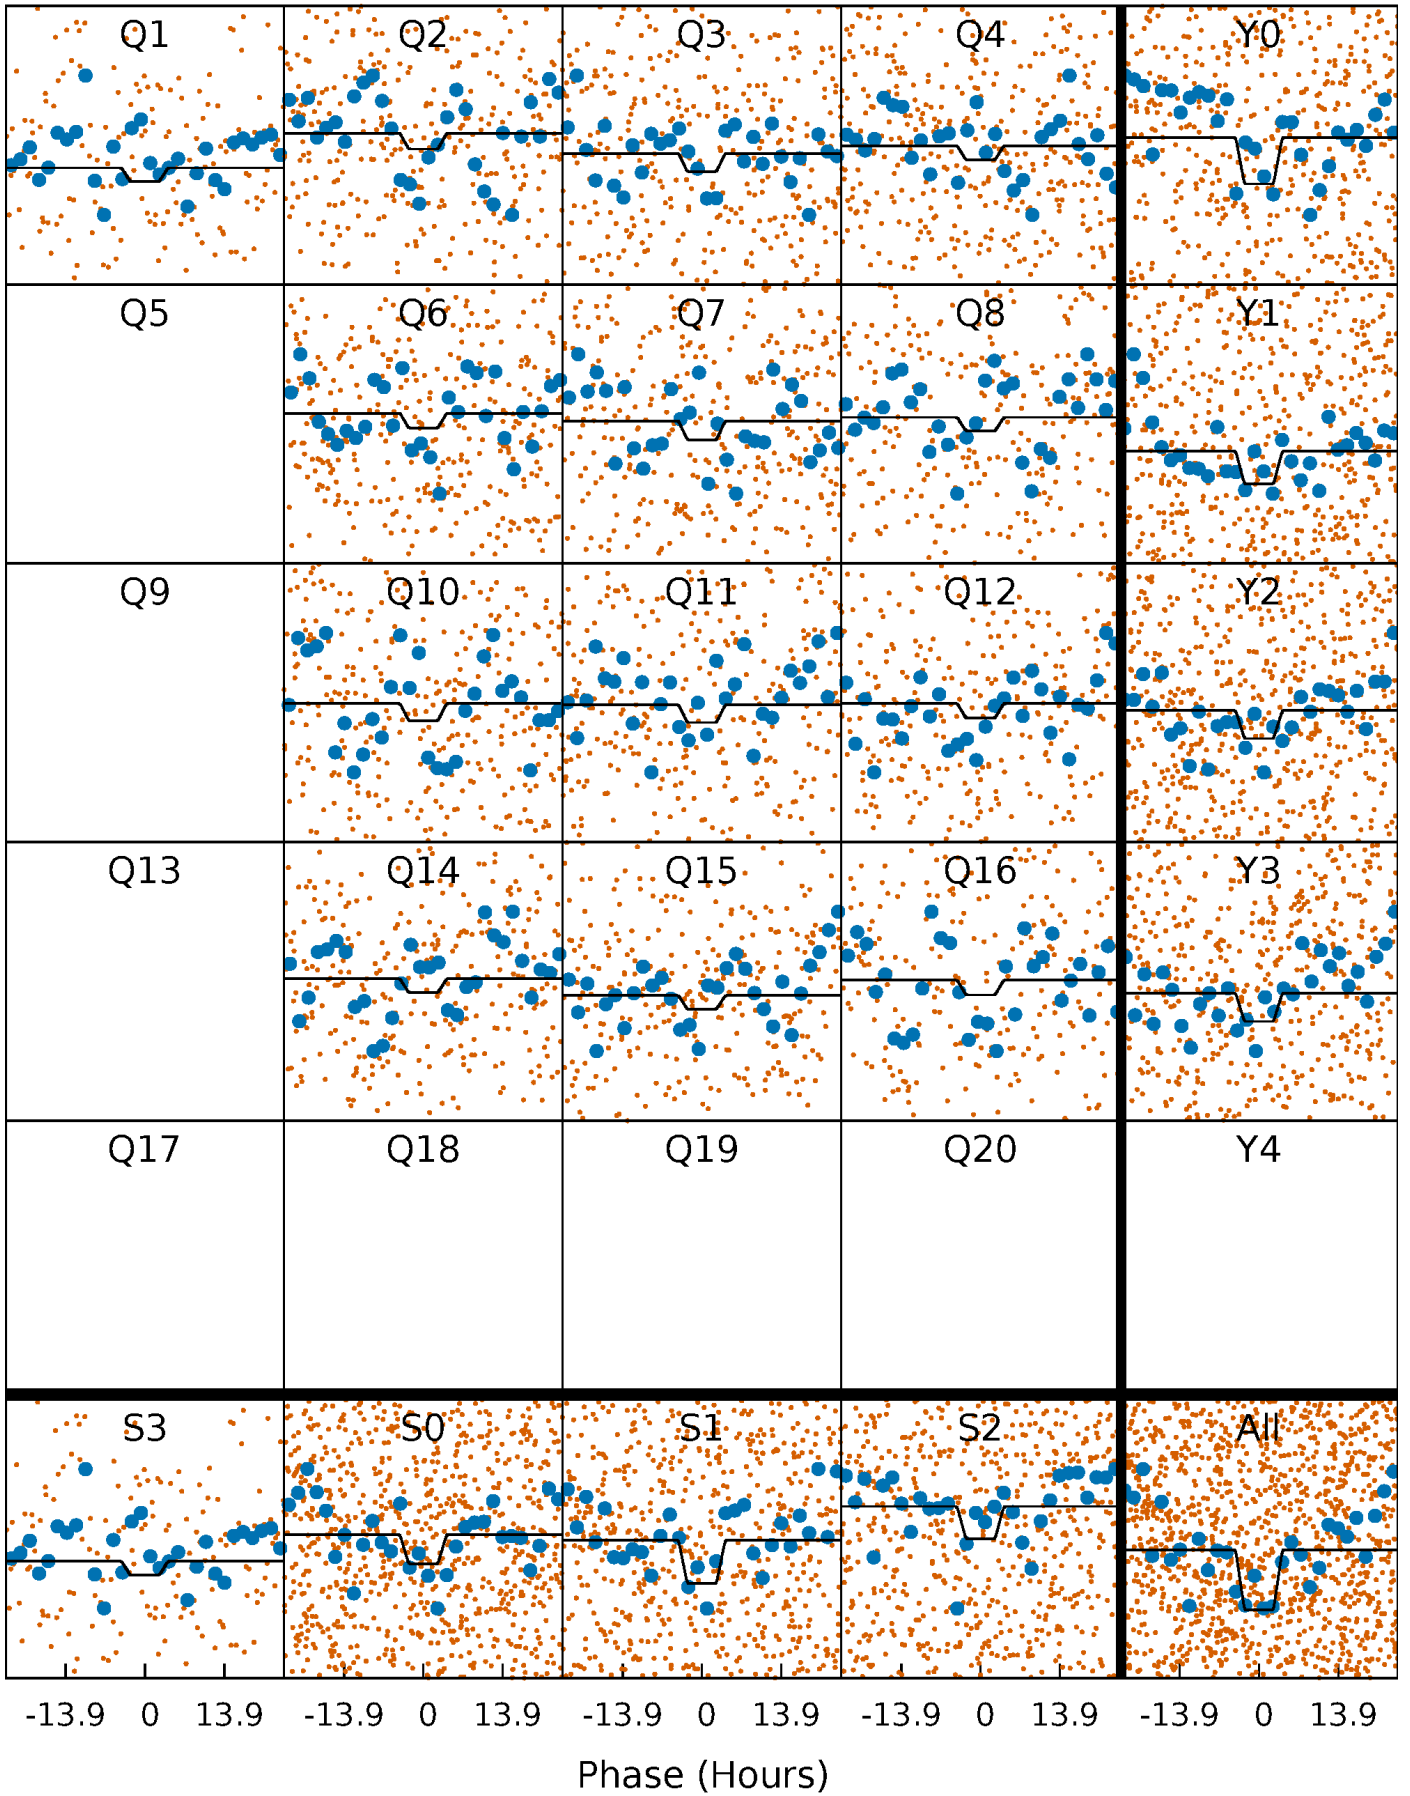 Q1 Q2 Q3 Q4 Y0
Q5 Q6 Q7 Q8 Y1
Q9 Q10 Q11 Q12 Y2
Q13 Q14 Q15 Q16 Y3
Q17 Q18 Q19 Q20 Y4
S3 S0 S1 S2 All
-13.9 0 13.9 -13.9 0 13.9 -13.9 0 13.9 -13.9 0 13.9 -13.9 0 13.9
Phase (Hours)